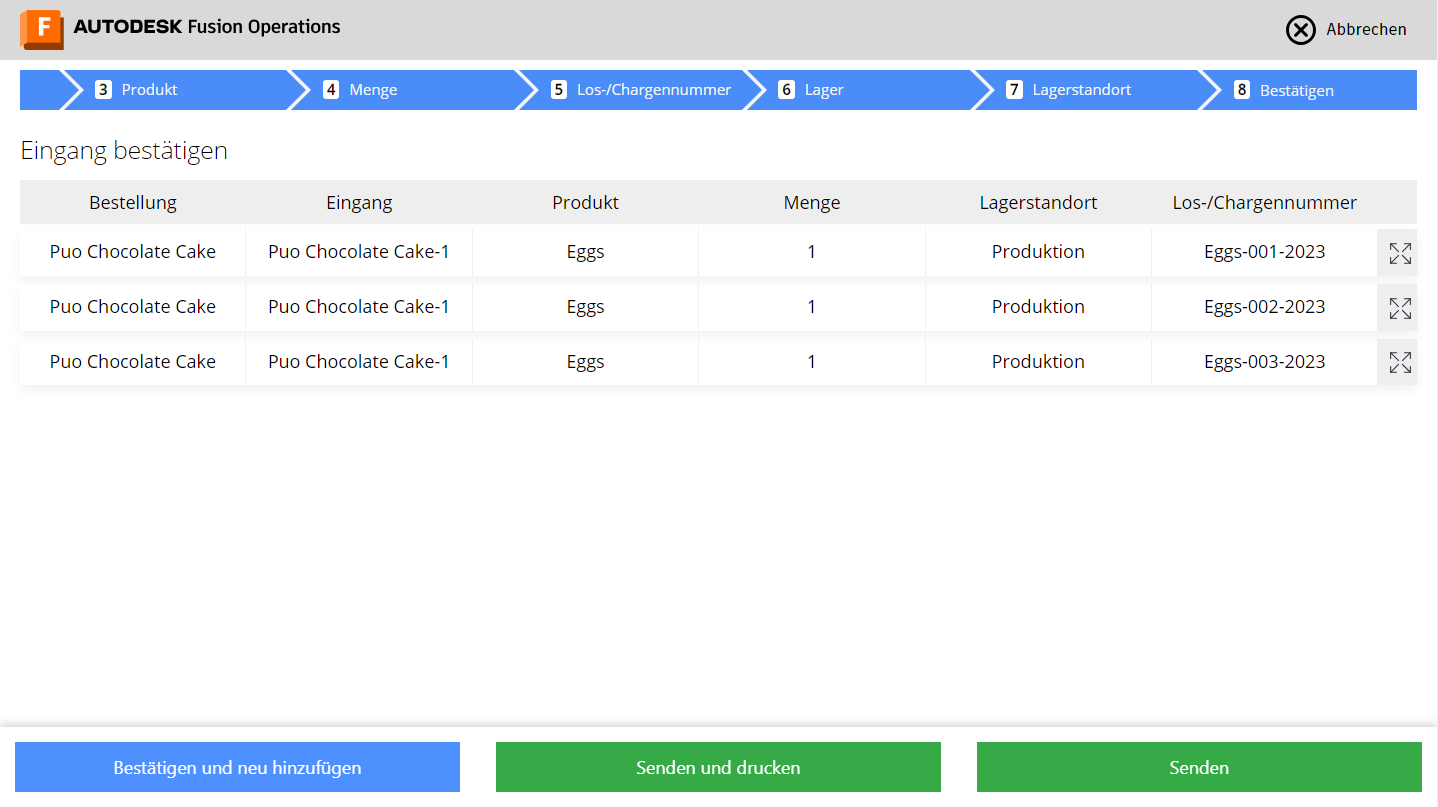 F AUTODESK Fusion Operations Abbrechen
3 Produkt 4 Menge 5 Los-/Chargennummer 6 Lager 7 Lagerstandort 8 Bestätigen
Eingang bestätigen
Bestellung Eingang Produkt Menge Lagerstandort Los-/Chargennummer
Puo Chocolate Cake Puo Chocolate Cake-1 Eggs 1 Produktion Eggs-001-2023
Puo Chocolate Cake Puo Chocolate Cake-1 Eggs 1 Produktion Eggs-002-2023
Puo Chocolate Cake Puo Chocolate Cake-1 Eggs 1 Produktion Eggs-003-2023
Bestätigen und neu hinzufügen Senden und drucken Senden